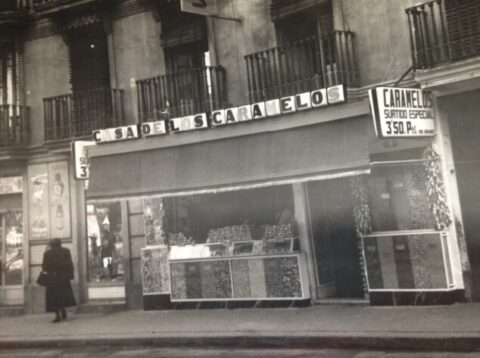 CASA DE LOS CARAMELOS
CARAMELOS
SURTIDO ESPECIAL
3'50 Pts